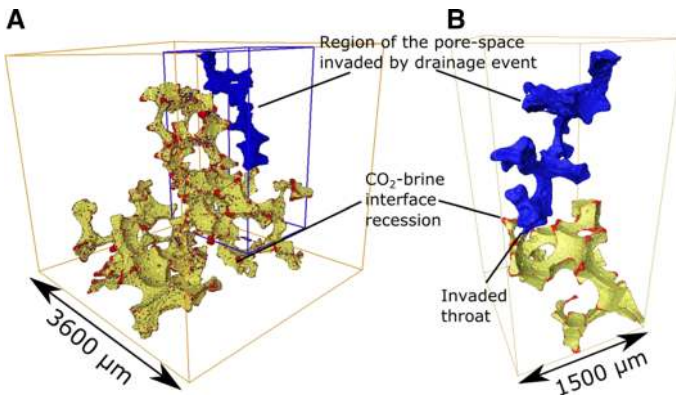 A
B
Region of the pore-space
invaded by drainage event
CO₂-brine
interface
recession
Invaded
throat
3600 µm
1500 µm